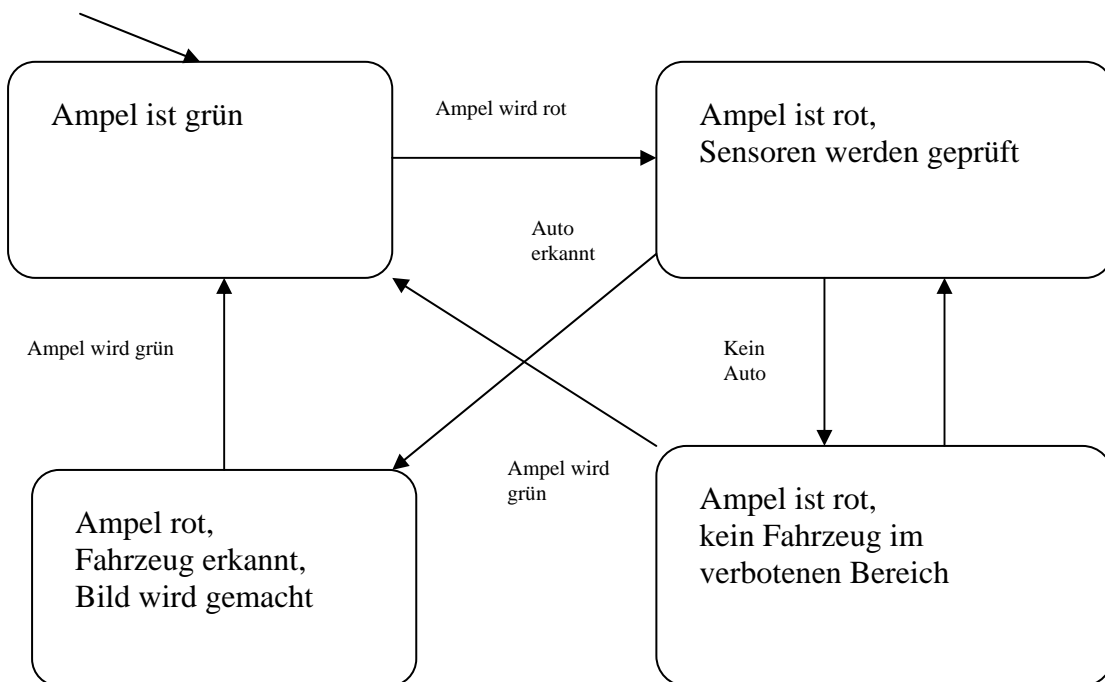 Ampel ist grün
Ampel wird rot
Ampel ist rot,
Sensoren werden geprüft
Auto
erkannt
Ampel wird grün
Kein
Auto
Ampel wird
grün
Ampel rot,
Fahrzeug erkannt,
Bild wird gemacht
Ampel ist rot,
kein Fahrzeug im
verbotenen Bereich